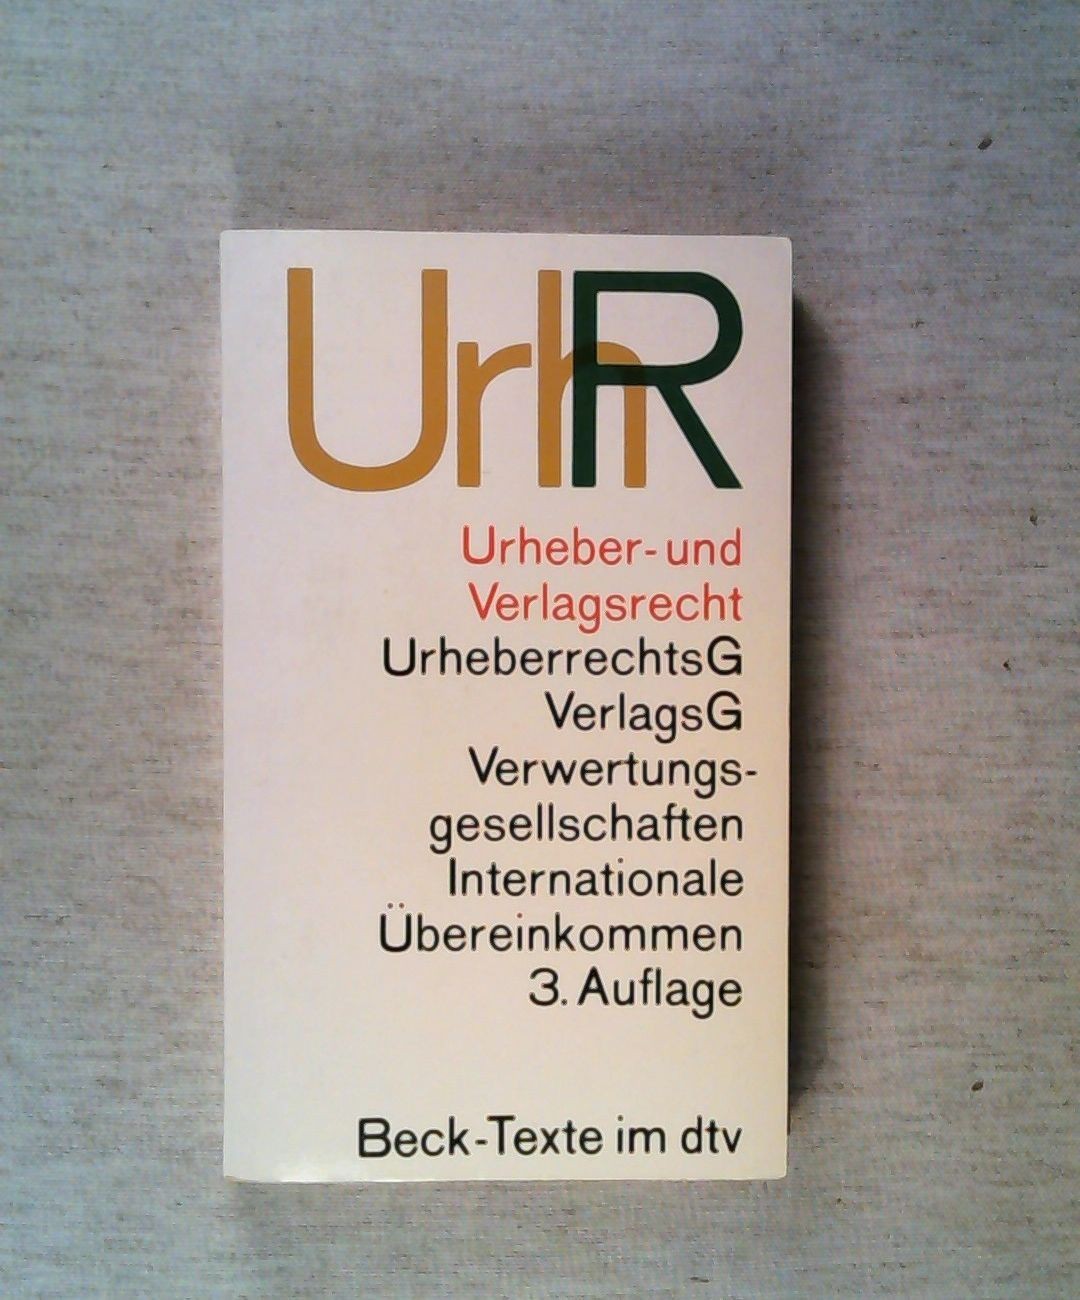 UrhR
Urheber- und
Verlagsrecht
UrheberrechtsG
VerlagsG
Verwertungs-
gesellschaften
Internationale
Übereinkommen
3. Auflage
Beck-Texte im dtv